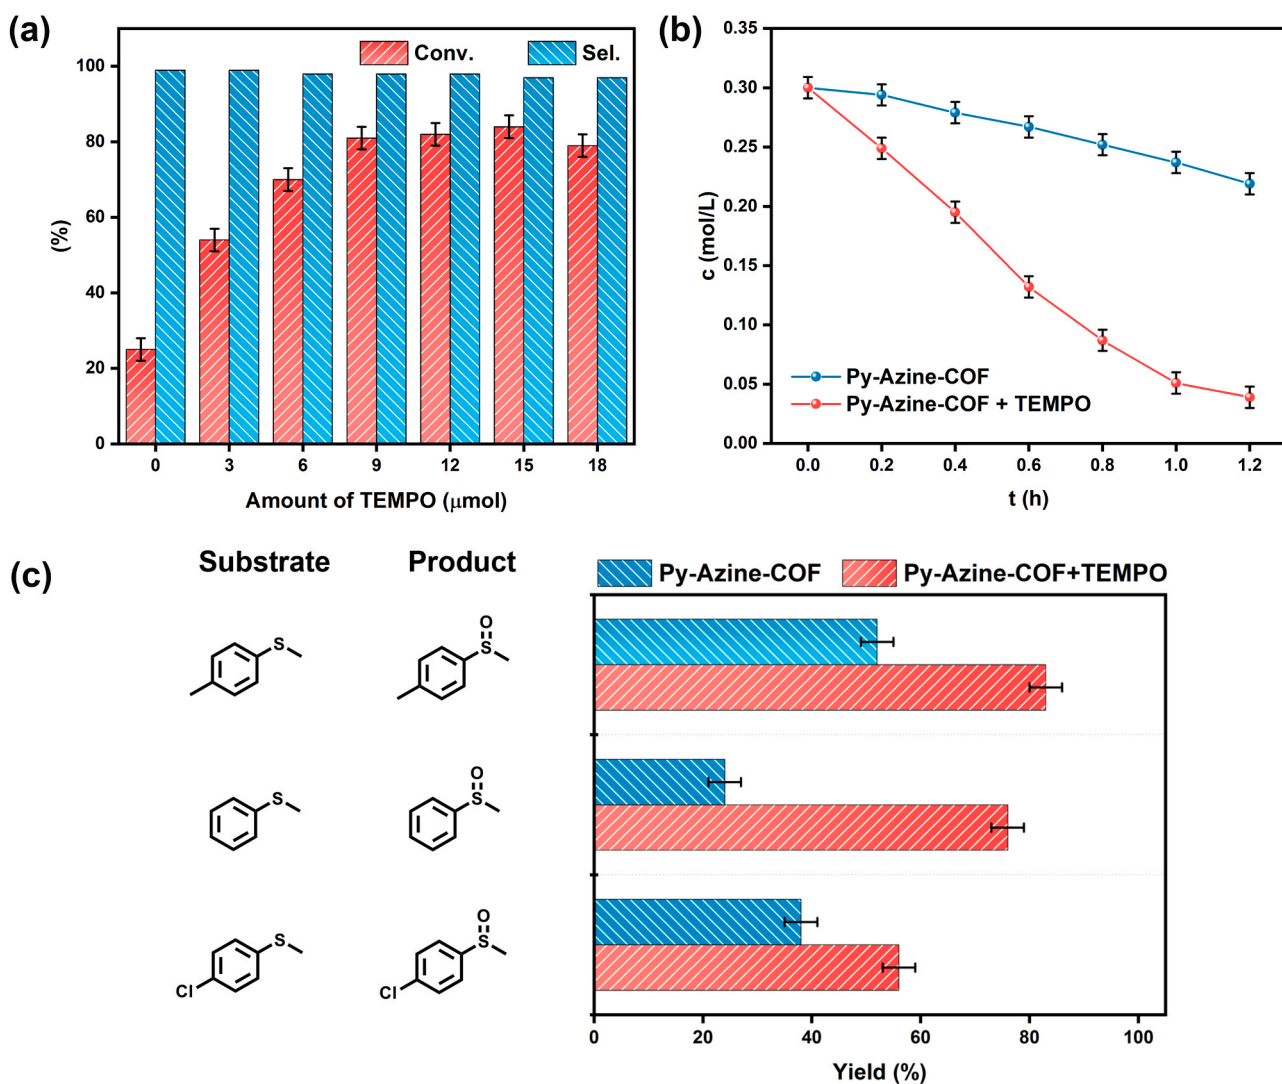 (a)
Conv. Sel.
100
80
60
40
20
0
(%)
0 3 6 9 12 15 18
Amount of TEMPO (μmol)
(b)
0.35
0.30
0.25
0.20
0.15
0.10
0.05
0.00
c (mol/L)
Py-Azine-COF
Py-Azine-COF + TEMPO
0.0 0.2 0.4 0.6 0.8 1.0 1.2
t (h)
(c)
Substrate Product
Py-Azine-COF Py-Azine-COF+TEMPO
S
O
S
S
O
S
S
Cl
O
S
Cl
0 20 40 60 80 100
Yield (%)